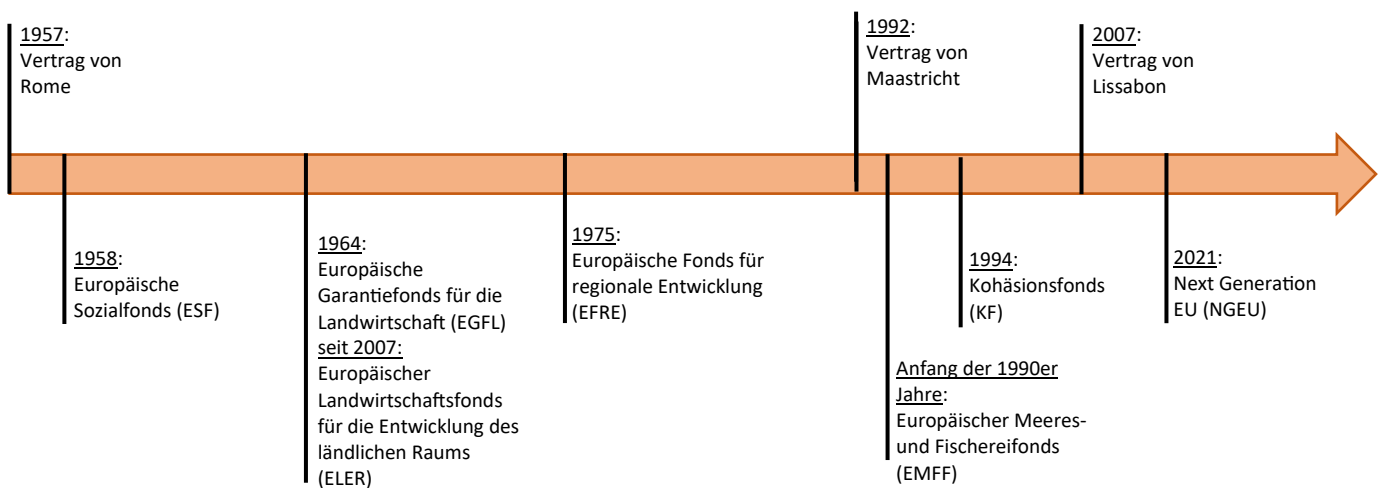 1957:
Vertrag von
Rome
1992:
Vertrag von
Maastricht
2007:
Vertrag von
Lissabon
1958:
Europäische
Sozialfonds (ESF)
1964:
Europäische
Garantiefonds für die
Landwirtschaft (EGFL)
seit 2007:
Europäischer
Landwirtschaftsfonds
für die Entwicklung des
ländlichen Raums
(ELER)
1975:
Europäische Fonds für
regionale Entwicklung
(EFRE)
Anfang der 1990er
Jahre:
Europäischer Meeres-
und Fischereifonds
(EMFF)
1994:
Kohäsionsfonds
(KF)
2021:
Next Generation
EU (NGEU)